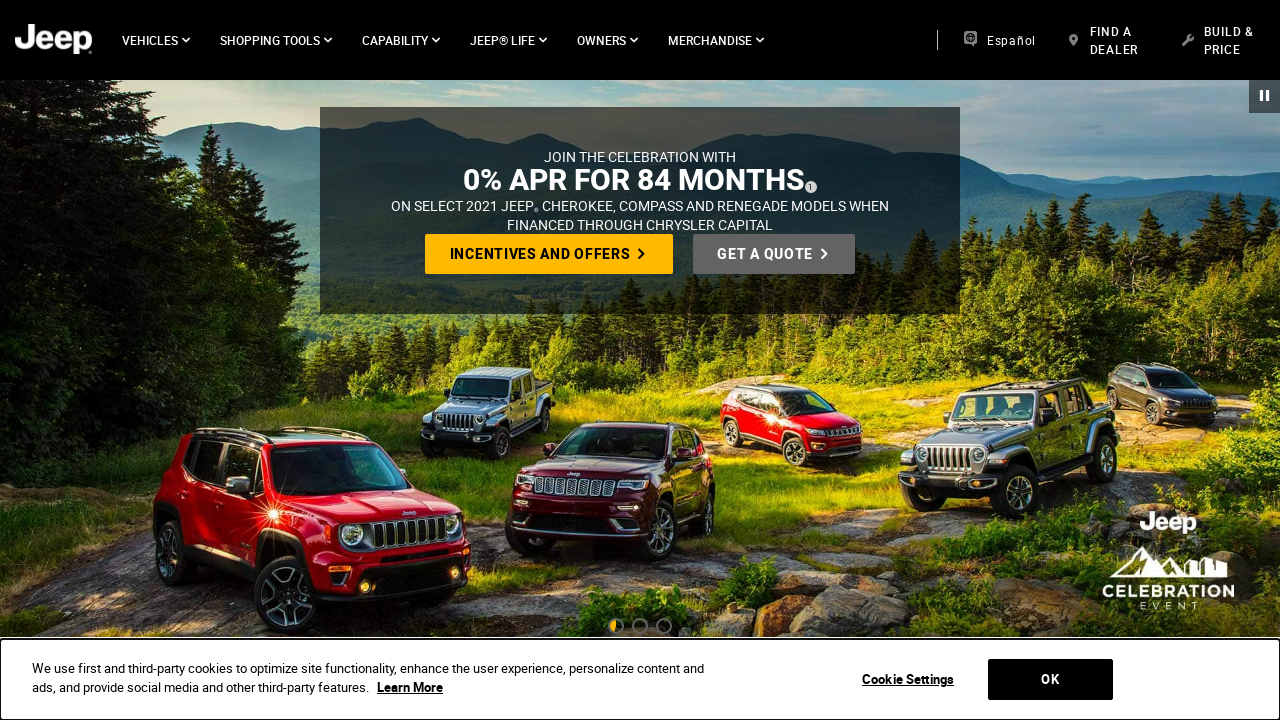 Jeep
VEHICLES
SHOPPING TOOLS
CAPABILITY
JEEP® LIFE
OWNERS
MERCHANDISE
Español
FIND A
DEALER
BUILD &
PRICE
JOIN THE CELEBRATION WITH
0% APR FOR 84 MONTHS 1
ON SELECT 2021 JEEP® CHEROKEE, COMPASS AND RENEGADE MODELS WHEN
FINANCED THROUGH CHRYSLER CAPITAL
INCENTIVES AND OFFERS
GET A QUOTE
Jeep
CELEBRATION
EVENT
We use first and third-party cookies to optimize site functionality, enhance the user experience, personalize content and
ads, and provide social media and other third-party features. Learn More
Cookie Settings
OK